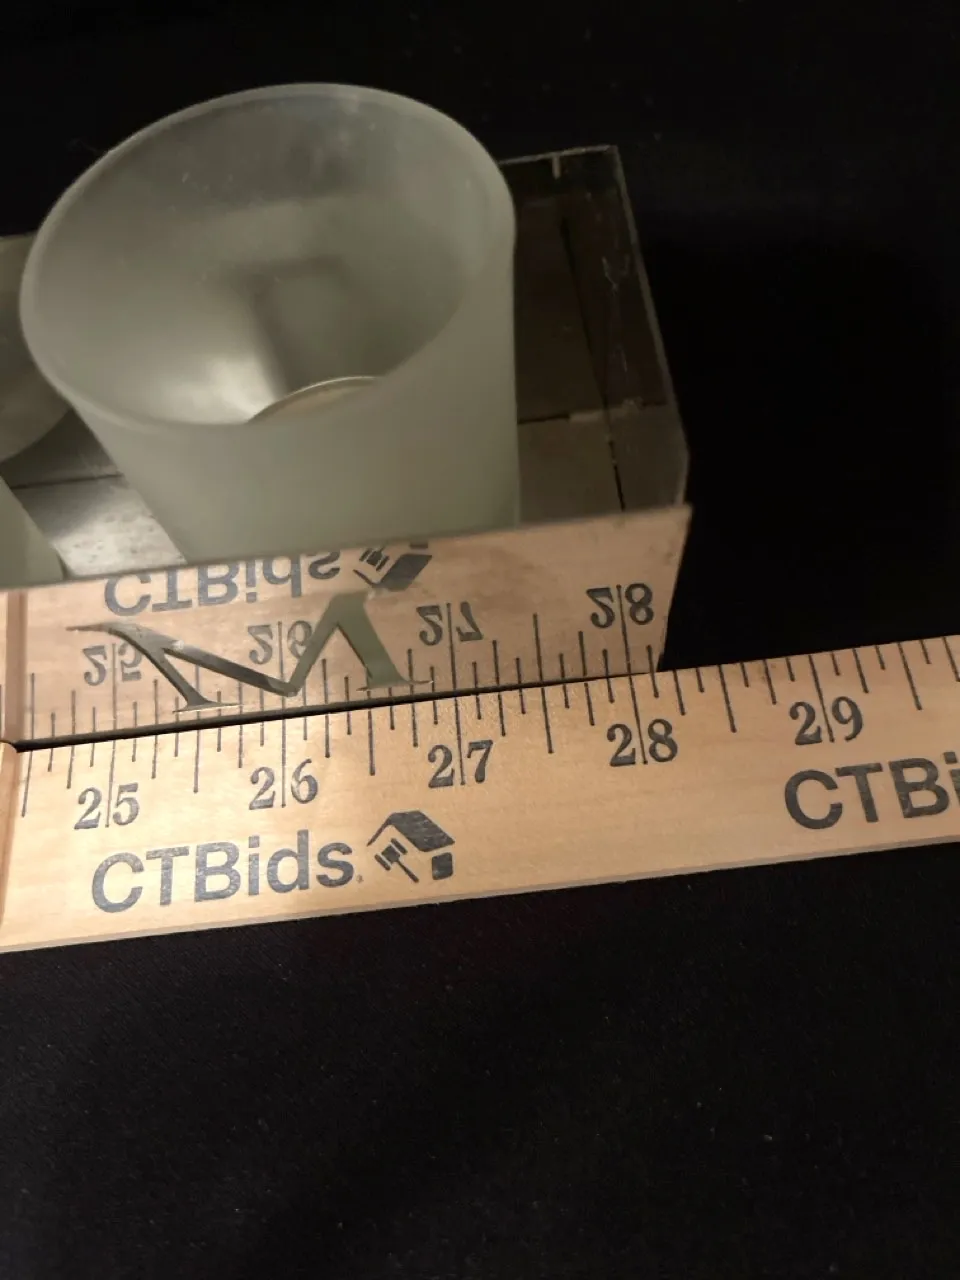 CTBids
25 26 27 28
M
25 26 27 28 29
CTBids. CTBi